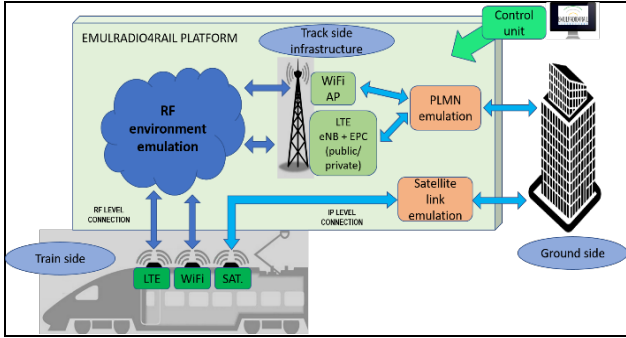 EMULRADIO4RAIL PLATFORM
Track side
infrastructure
Control
unit
EMULRADIO4RAIL
RF
environment
emulation
WiFi
AP
LTE
eNB + EPC
(public/
private)
PLMN
emulation
Satellite
link
emulation
RF LEVEL
CONNECTION
IP LEVEL
CONNECTION
Train side
LTE
WiFi
SAT.
Ground side